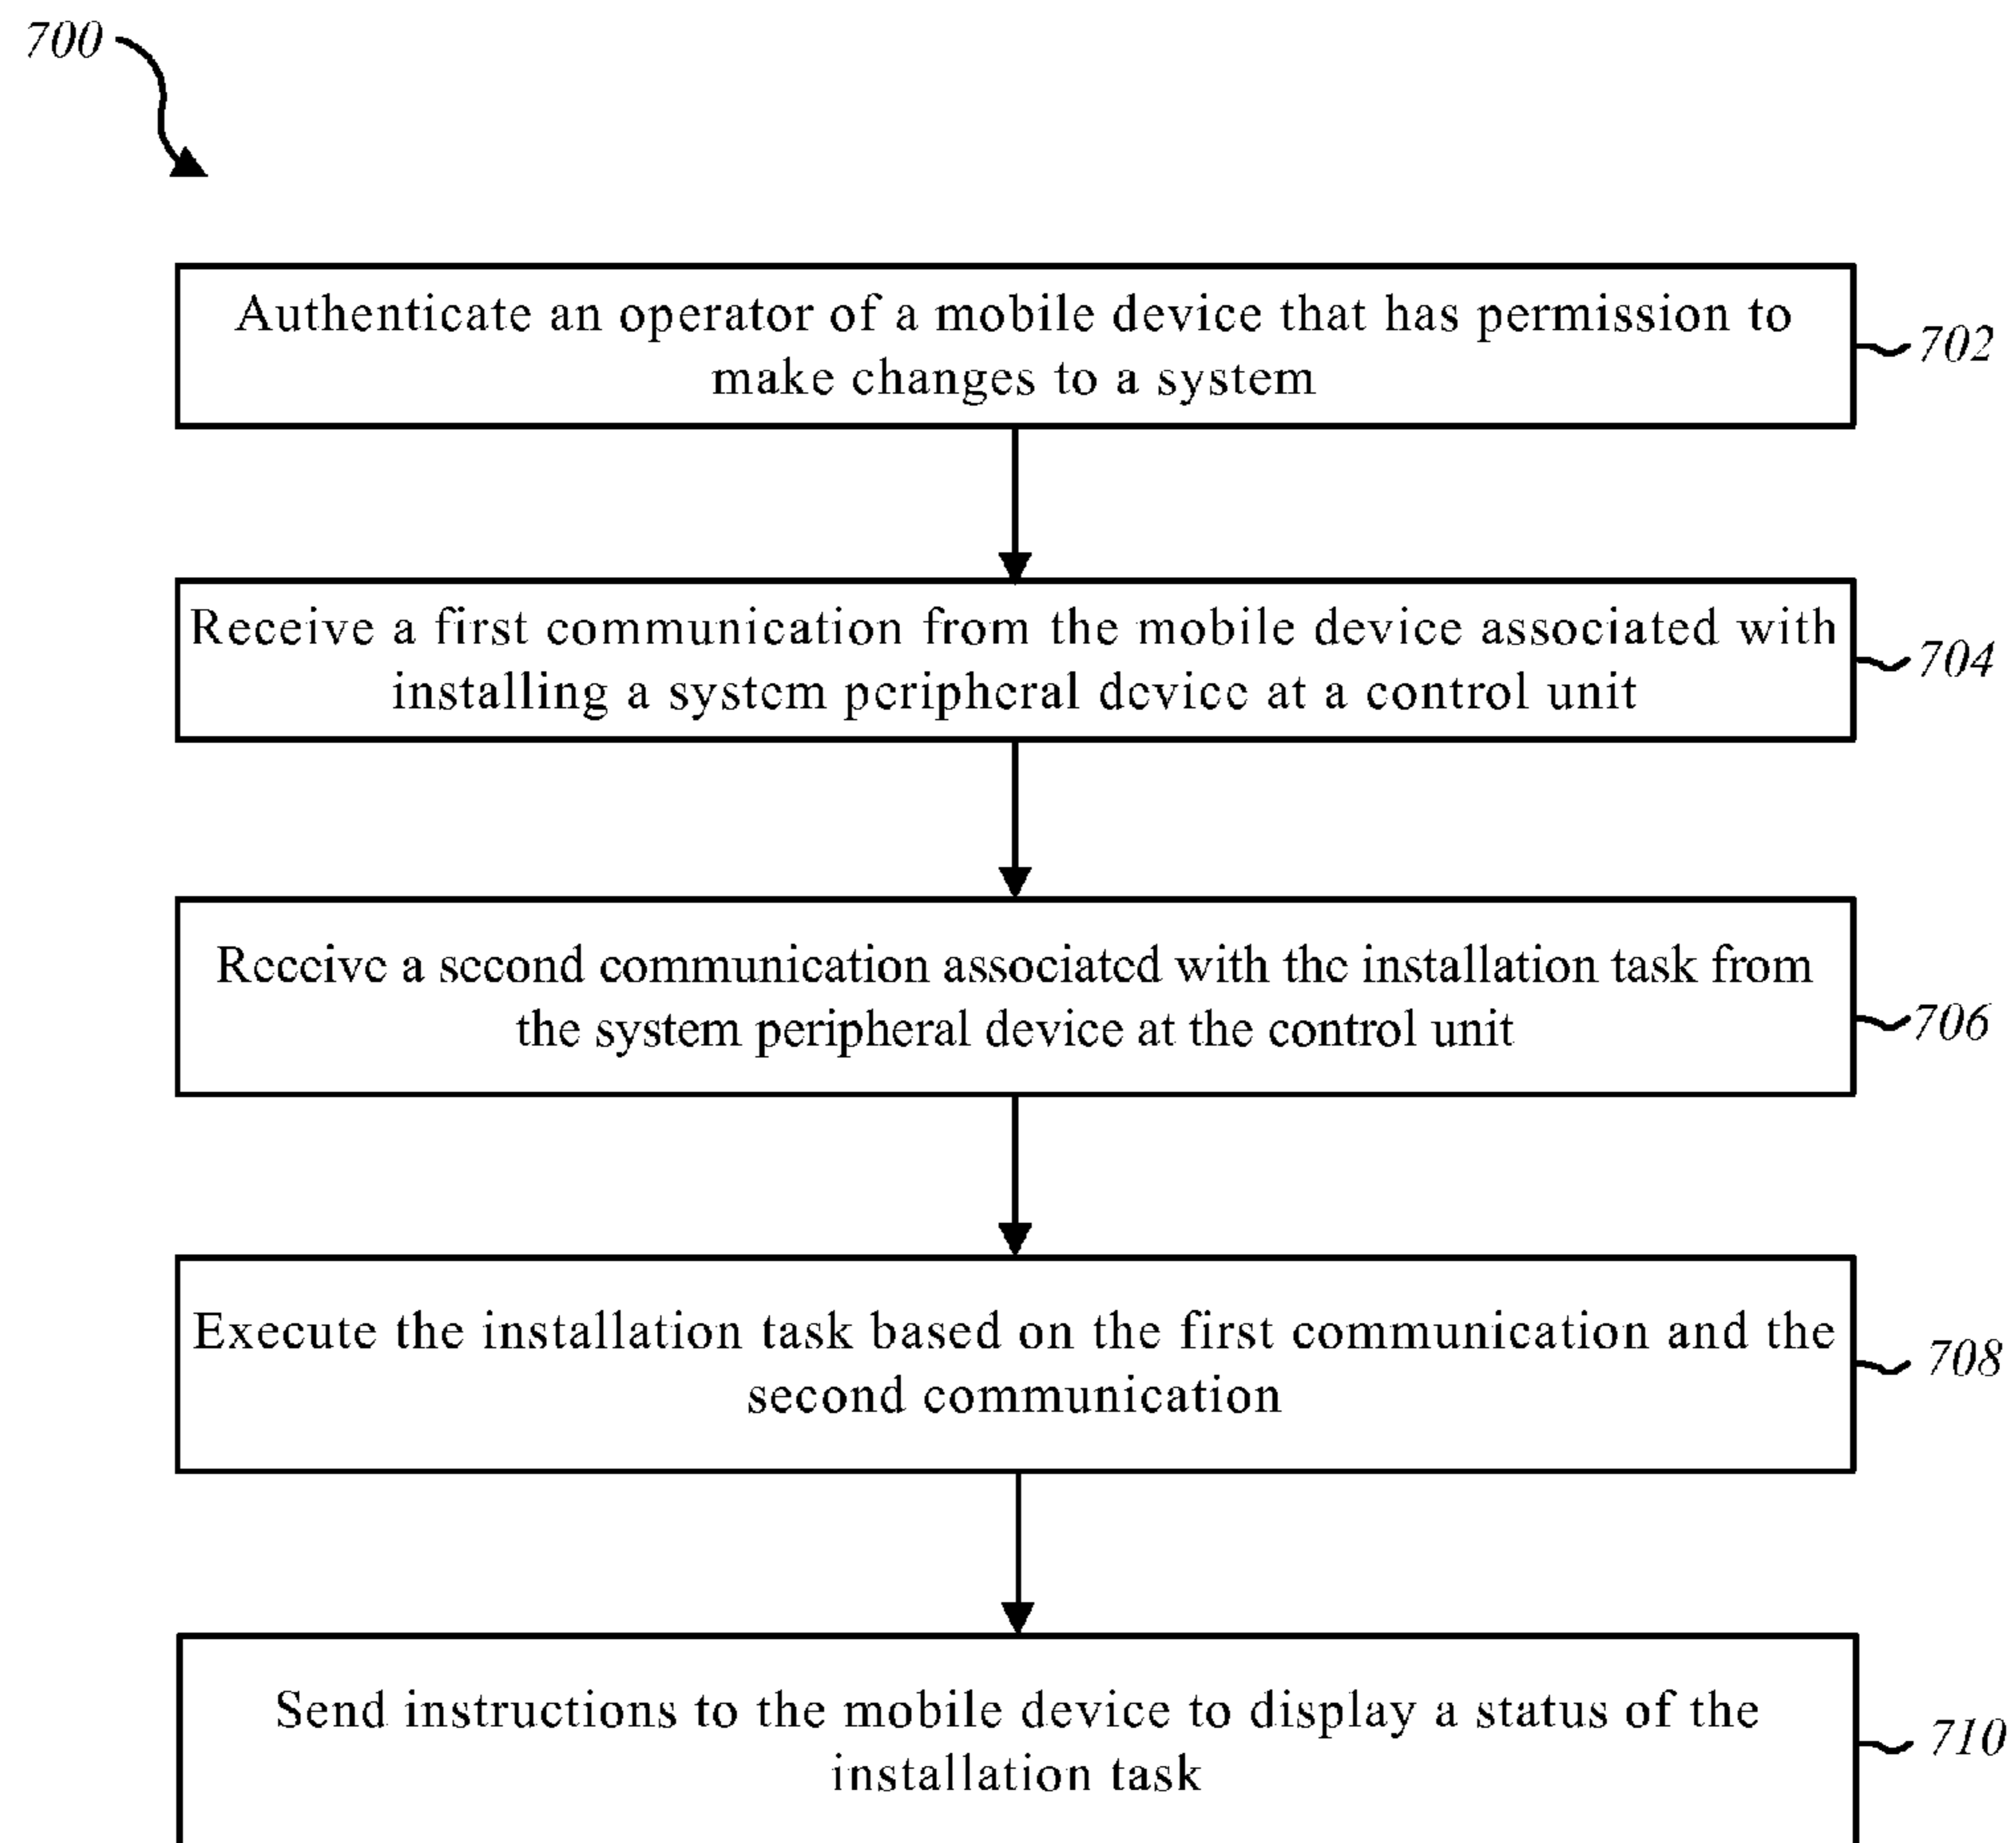 700
Authenticate an operator of a mobile device that has permission to
make changes to a system
702
Receive a first communication from the mobile device associated with
installing a system peripheral device at a control unit
704
Receive a second communication associated with the installation task from
the system peripheral device at the control unit
706
Execute the installation task based on the first communication and the
second communication
708
Send instructions to the mobile device to display a status of the
installation task
710